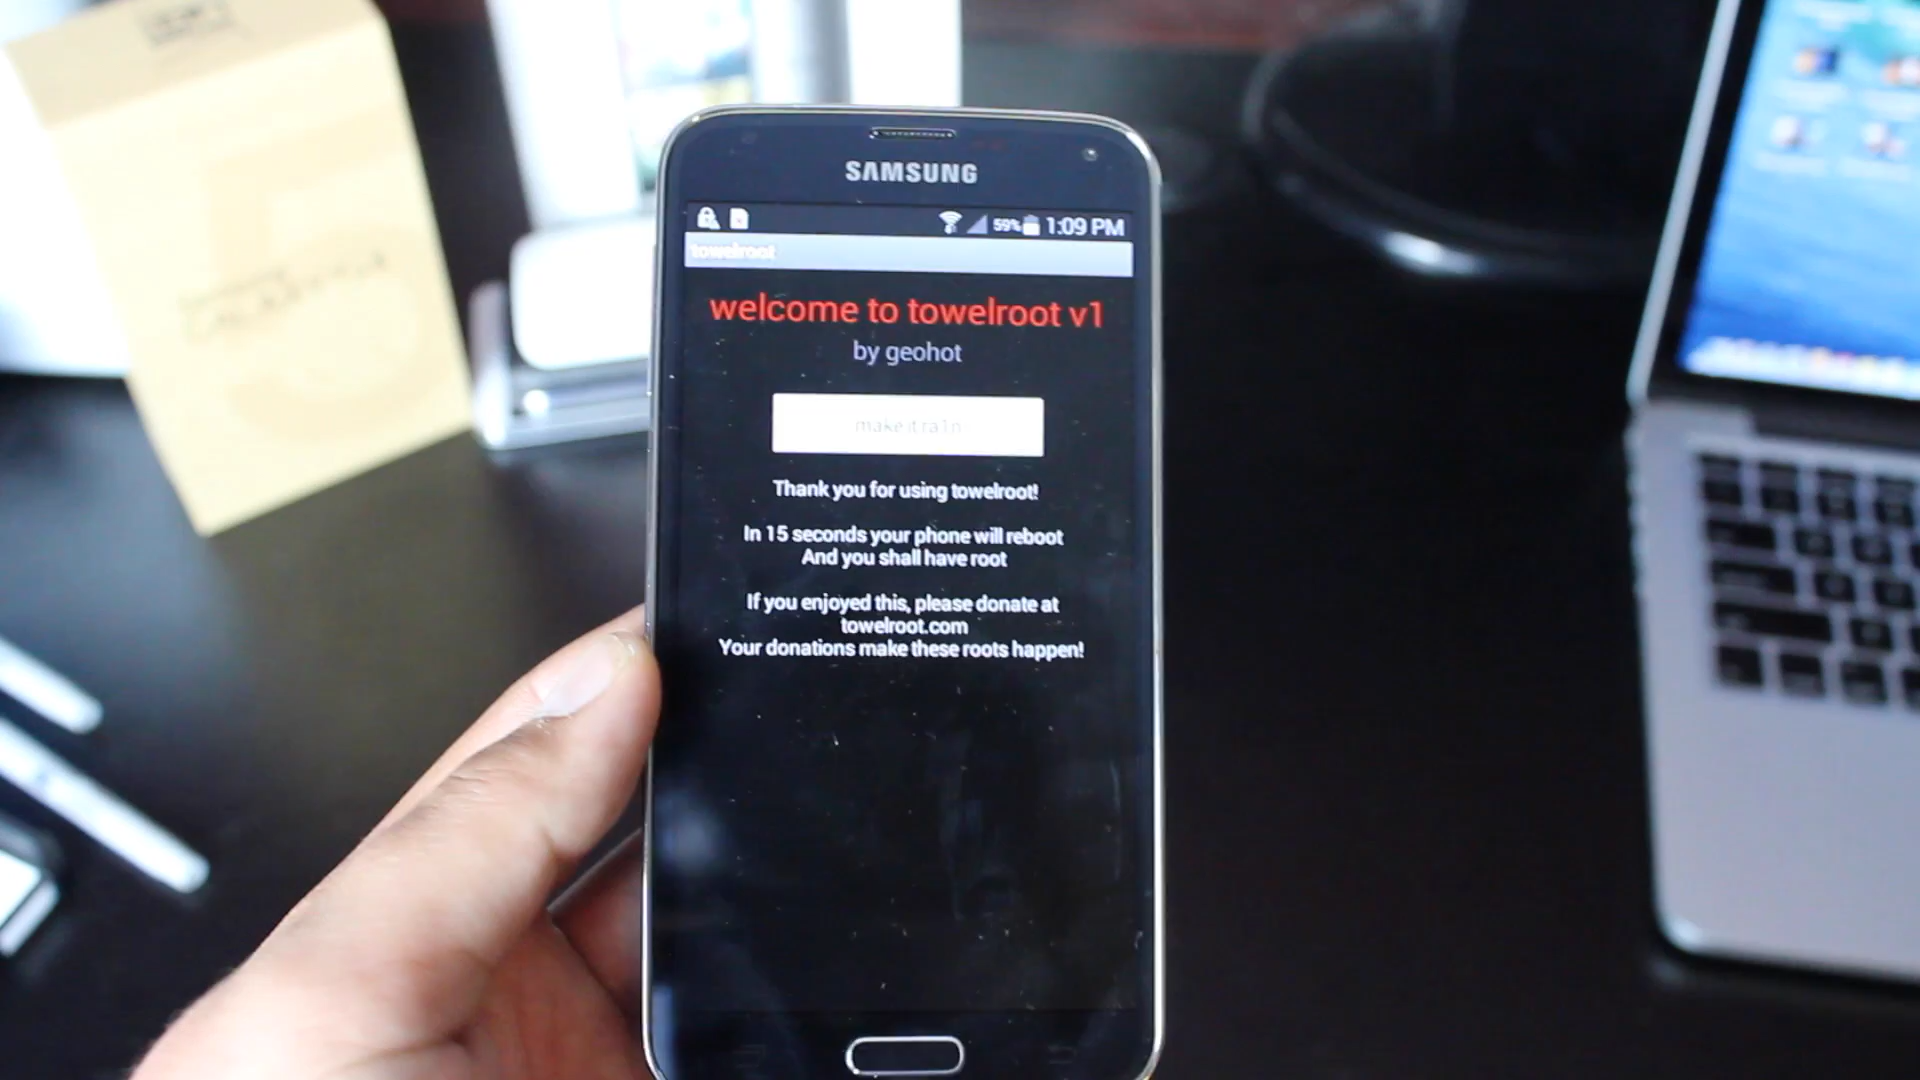 SAMSUNG
59% 1:09 PM
towelroot
welcome to towelroot v1
by geohot
make it ra1n
Thank you for using towelroot!
In 15 seconds your phone will reboot
And you shall have root
If you enjoyed this, please donate at
towelroot.com
Your donations make these roots happen!